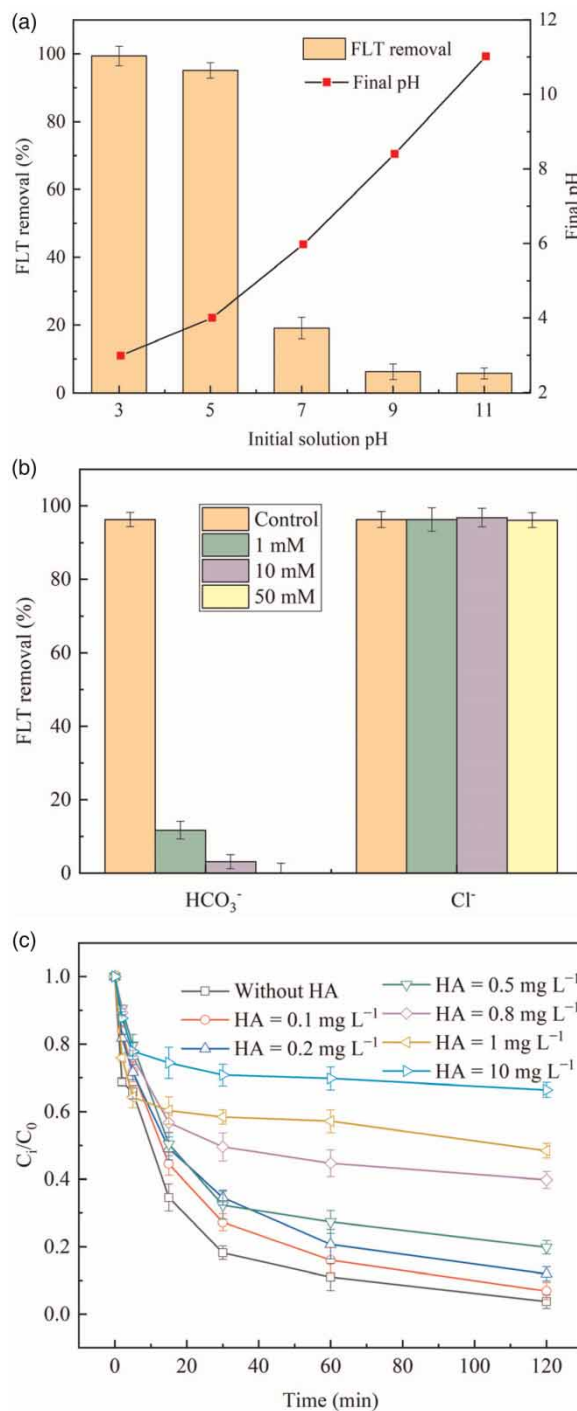 (a)
FLT removal
Final pH
FLT removal (%)
0
20
40
60
80
100
Final pH
2
4
6
8
10
12
3
5
7
9
11
Initial solution pH
(b)
Control
1 mM
10 mM
50 mM
FLT removal (%)
0
20
40
60
80
100
HCO₃⁻
Cl⁻
(c)
Without HA
HA = 0.1 mg L⁻¹
HA = 0.2 mg L⁻¹
HA = 0.5 mg L⁻¹
HA = 0.8 mg L⁻¹
HA = 1 mg L⁻¹
HA = 10 mg L⁻¹
Cᵢ/C₀
0.0
0.2
0.4
0.6
0.8
1.0
0
20
40
60
80
100
120
Time (min)